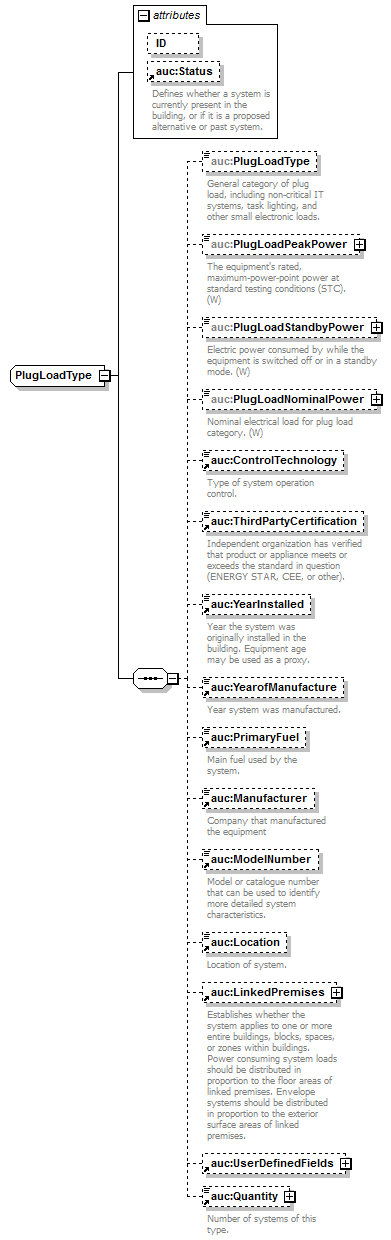 attributes
ID
auc:Status
Defines whether a system is
currently present in the
building, or if it is a proposed
alternative or past system.
auc:PlugLoadType
General category of plug
load, including non-critical IT
systems, task lighting, and
other small electronic loads.
auc:PlugLoadPeakPower
The equipment's rated,
maximum-power-point power at
standard testing conditions (STC).
(W)
auc:PlugLoadStandbyPower
Electric power consumed by while the
equipment is switched off or in a standby
mode. (W)
PlugLoadType
auc:PlugLoadNominalPower
Nominal electrical load for plug load
category. (W)
auc:ControlTechnology
Type of system operation
control.
auc:ThirdPartyCertification
Independent organization has verified
that product or appliance meets or
exceeds the standard in question
(ENERGY STAR, CEE, or other).
auc:YearInstalled
Year the system was
originally installed in the
building. Equipment age
may be used as a proxy.
auc:YearofManufacture
Year system was manufactured.
auc:PrimaryFuel
Main fuel used by the
system.
auc:Manufacturer
Company that manufactured
the equipment
auc:ModelNumber
Model or catalogue number
that can be used to identify
more detailed system
characteristics.
auc:Location
Location of system.
auc:LinkedPremises
Establishes whether the
system applies to one or more
entire buildings, blocks, spaces,
or zones within buildings.
Power consuming system loads
should be distributed in
proportion to the floor areas of
linked premises. Envelope
systems should be distributed
in proportion to the exterior
surface areas of linked
premises.
auc:UserDefinedFields
auc:Quantity
Number of systems of this
type.